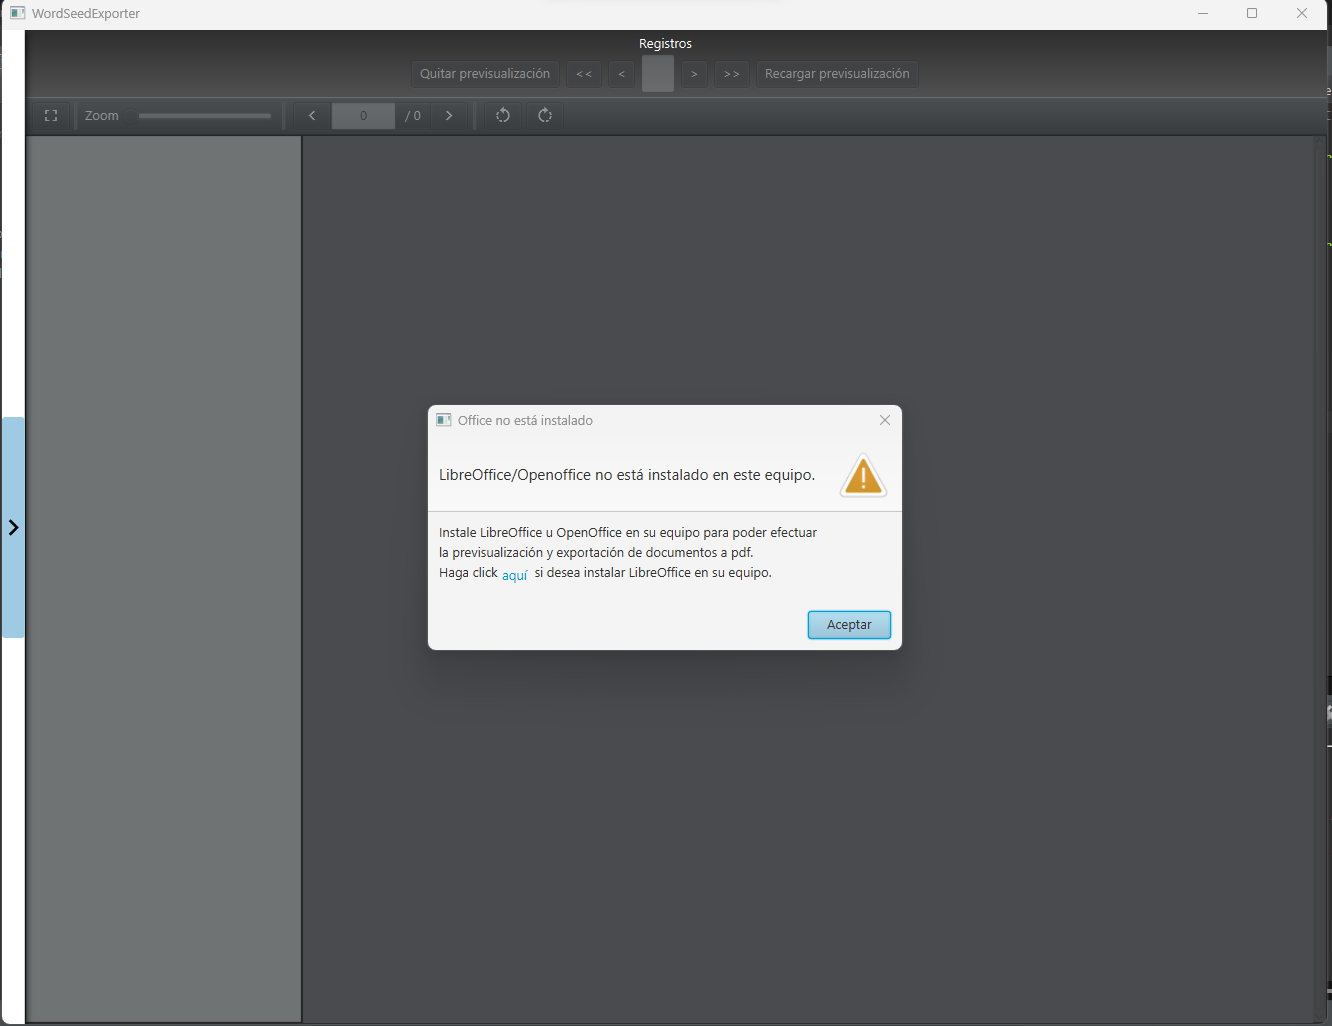 WordSeedExporter
Registros
Quitar previsualización << < > >> Recargar previsualización
Zoom 0 / 0
Office no está instalado
LibreOffice/Openoffice no está instalado en este equipo.
Instale LibreOffice u OpenOffice en su equipo para poder efectuar
la previsualización y exportación de documentos a pdf.
Haga click aquí si desea instalar LibreOffice en su equipo.
Aceptar